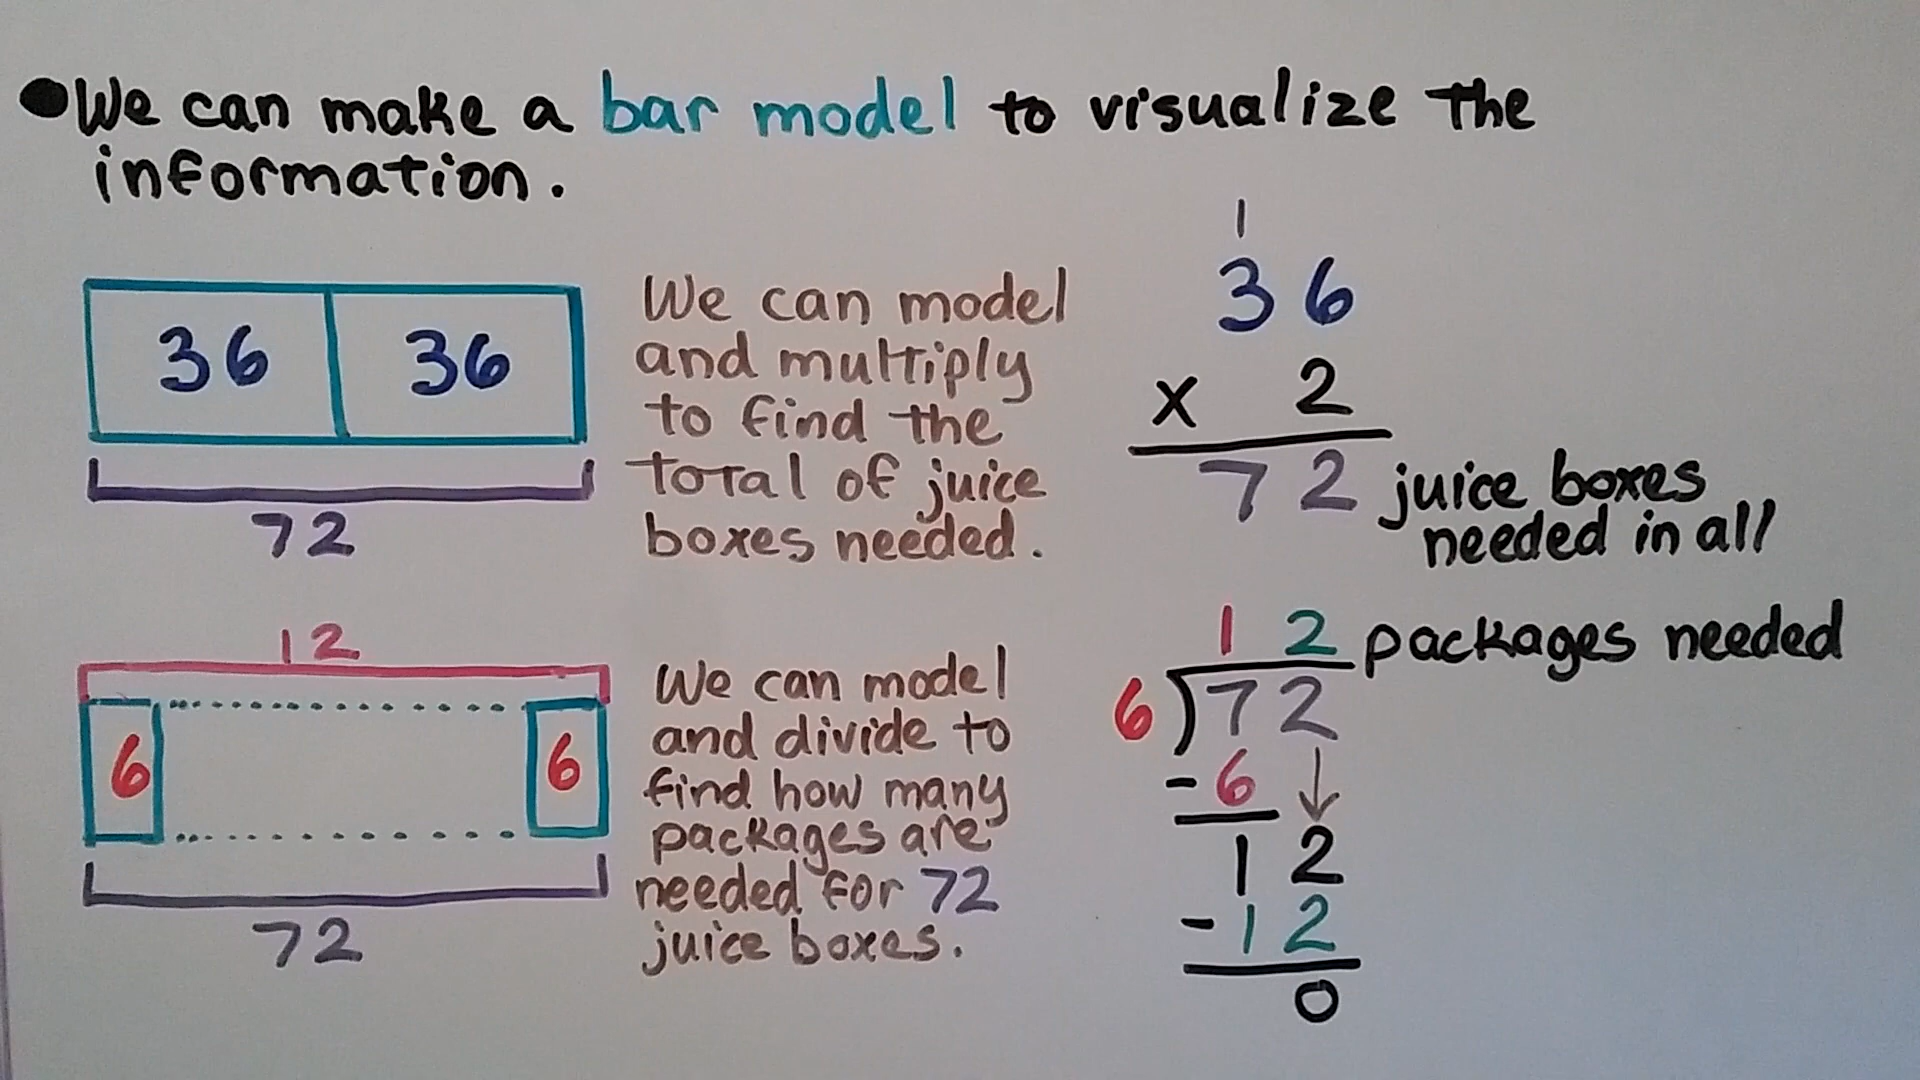 ●We can make a bar model to visualize the
information.
36 36
72
We can model
and multiply
to find the
total of juice
boxes needed.
1
36
x 2
72 juice boxes
needed in all
12
6 6
72
We can model
and divide to
find how many
packages are
needed for 72
juice boxes.
12 packages needed
6)72
-6↓
12
-12
0